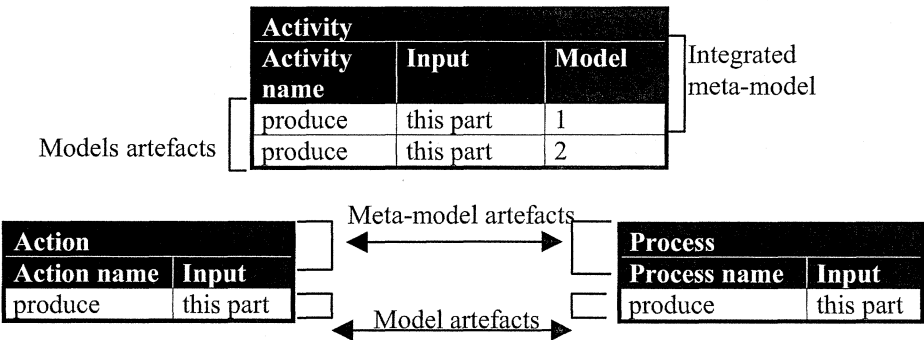 Activity
Activity name Input Model
produce this part 1
produce this part 2
Integrated
meta-model
Models artefacts
Meta-model artefacts
Action
Action name Input
produce this part
Process
Process name Input
produce this part
Model artefacts